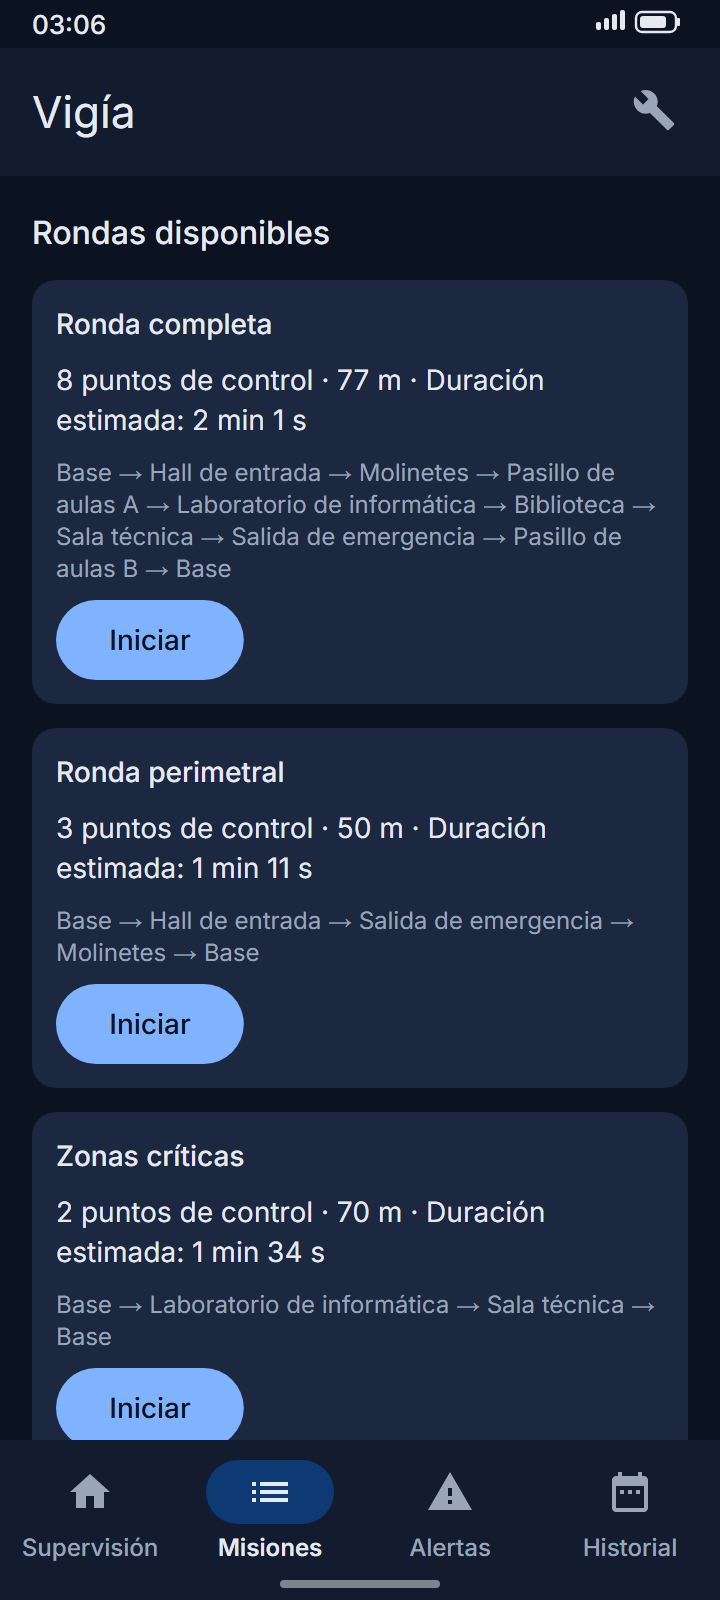 03:06
Vigía
Rondas disponibles
Ronda completa
8 puntos de control · 77 m · Duración
estimada: 2 min 1 s
Base → Hall de entrada → Molinetes → Pasillo de
aulas A → Laboratorio de informática → Biblioteca →
Sala técnica → Salida de emergencia → Pasillo de
aulas B → Base
Iniciar
Ronda perimetral
3 puntos de control · 50 m · Duración
estimada: 1 min 11 s
Base → Hall de entrada → Salida de emergencia →
Molinetes → Base
Iniciar
Zonas críticas
2 puntos de control · 70 m · Duración
estimada: 1 min 34 s
Base → Laboratorio de informática → Sala técnica →
Base
Iniciar
Supervisión
Misiones
Alertas
Historial